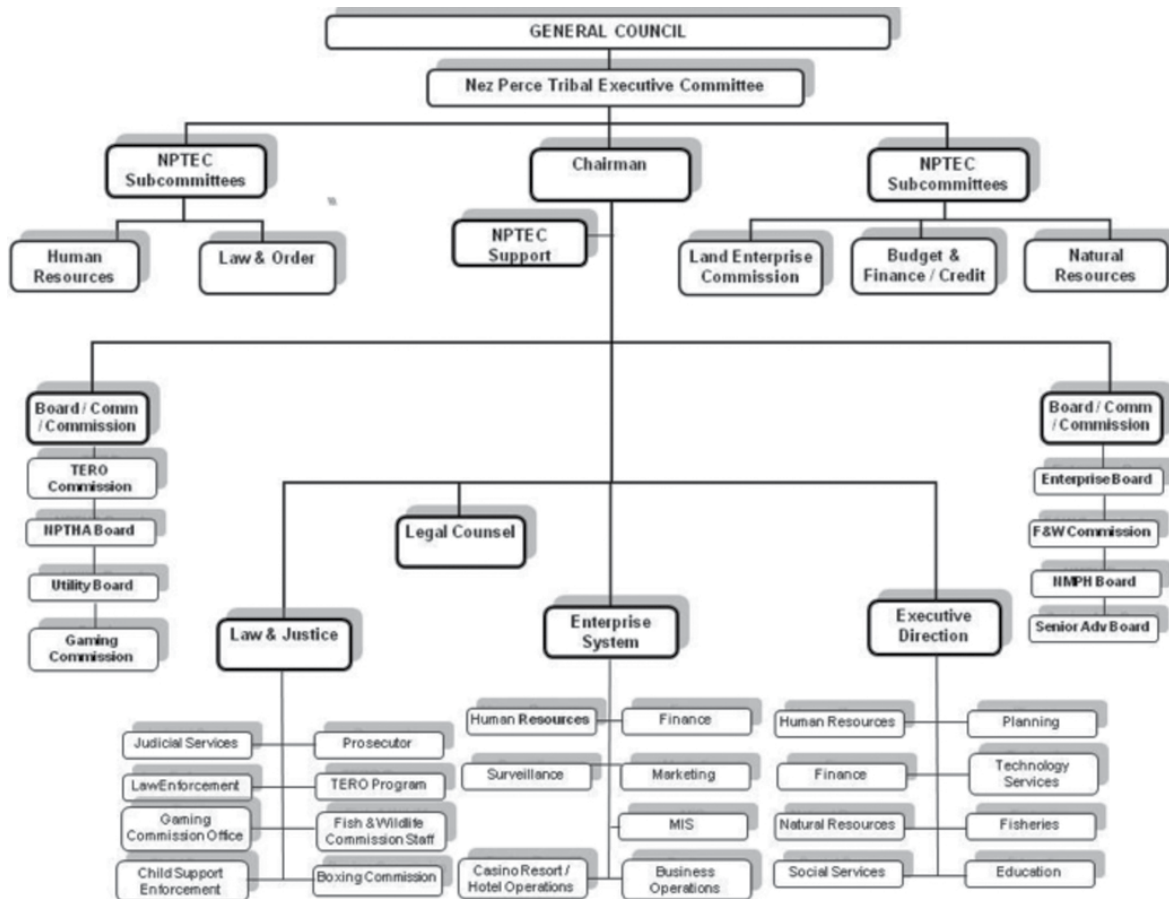 GENERAL COUNCIL
Nez Perce Tribal Executive Committee
NPTEC
Subcommittees
Chairman
NPTEC
Subcommittees
NPTEC
Support
Human
Resources
Law & Order
Land Enterprise
Commission
Budget &
Finance / Credit
Natural
Resources
Board / Comm
/ Commission
TERO
Commission
NPTHA Board
Utility Board
Gaming
Commission
Board / Comm
/ Commission
Enterprise Board
F&W Commission
NMPH Board
Senior Adv Board
Legal Counsel
Law & Justice
Enterprise
System
Executive
Direction
Judicial Services
Prosecutor
LawEnforcement
TERO Program
Gaming
Commission Office
Fish & Wildlife
Commission Staff
Child Support
Enforcement
Boxing Commission
Human Resources
Finance
Surveillance
Marketing
MIS
Casino Resort /
Hotel Operations
Business
Operations
Human Resources
Planning
Finance
Technology
Services
Natural Resources
Fisheries
Social Services
Education